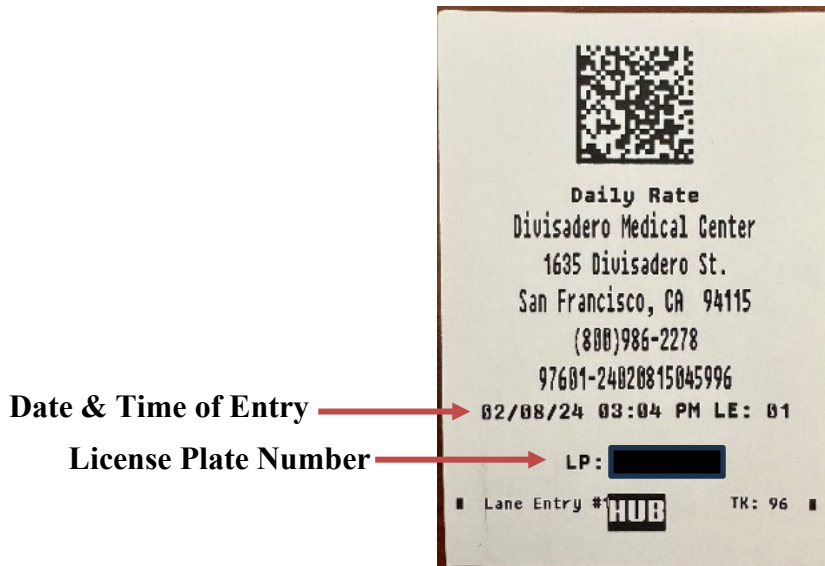 Daily Rate
Divisadero Medical Center
1635 Divisadero St.
San Francisco, CA 94115
(800)986-2278
97601-24020815045996
Date & Time of Entry
02/08/24 03:04 PM LE: 01
License Plate Number
LP:
Lane Entry #1 HUB TK: 96